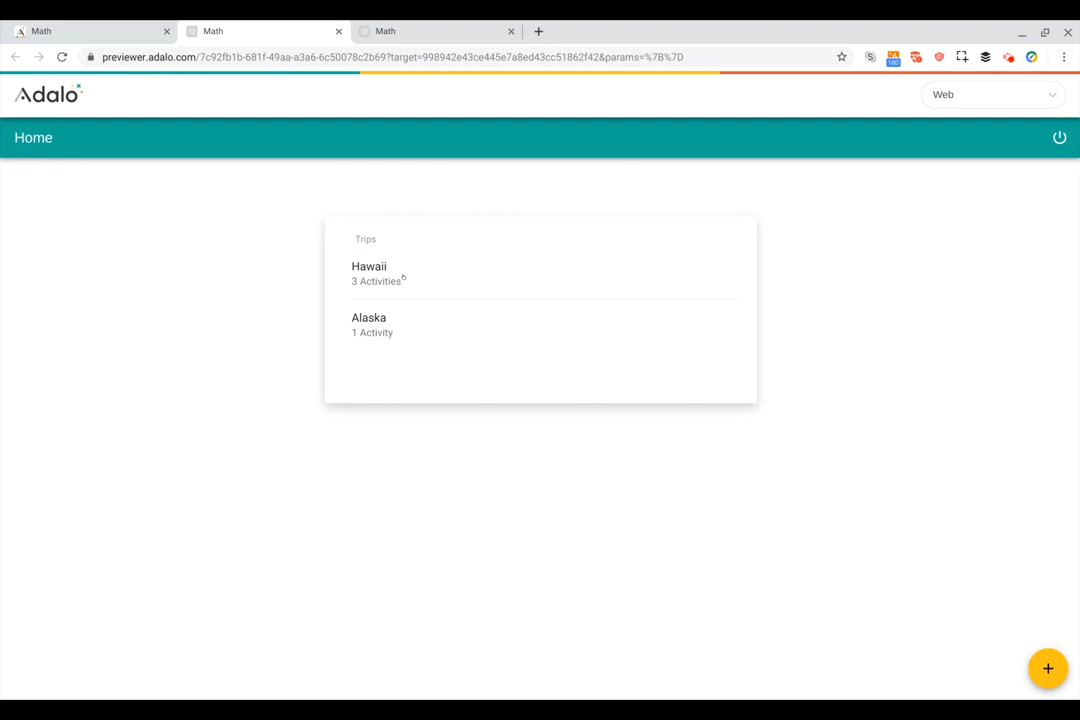 Math
Math
Math
previewer.adalo.com/7c92fb1b-681f-49aa-a3a6-6c50078c2b69?target=998942e43ce445e7a8ed43cc51862f42&params=%7B%7D
180
Adalo
Web
Home
Trips
Hawaii
3 Activities
Alaska
1 Activity